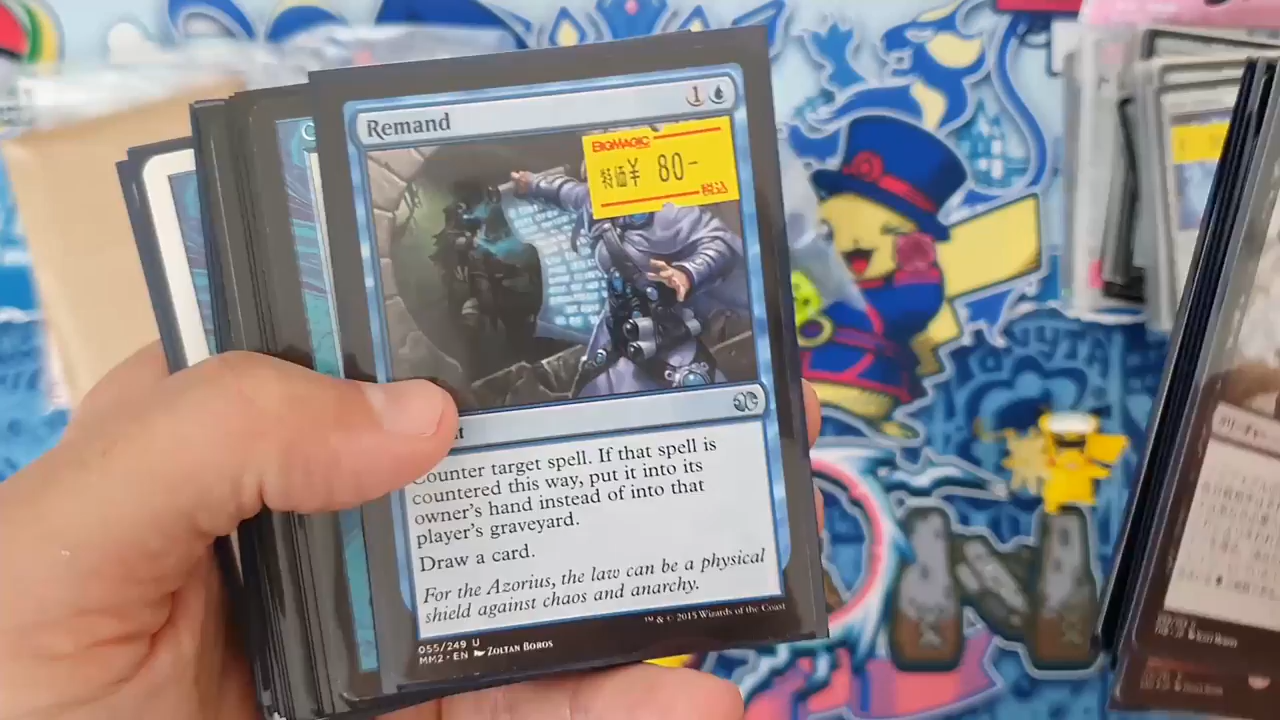 Remand
1
BIGMAGIC
特価¥ 80-
税込
counter target spell. If that spell is
countered this way, put it into its
owner's hand instead of into that
player's graveyard.
Draw a card.
For the Azorius, the law can be a physical
shield against chaos and anarchy.
™ & © 2015 Wizards of the Coast
055/249 U
MM2 • EN Zoltan Boros